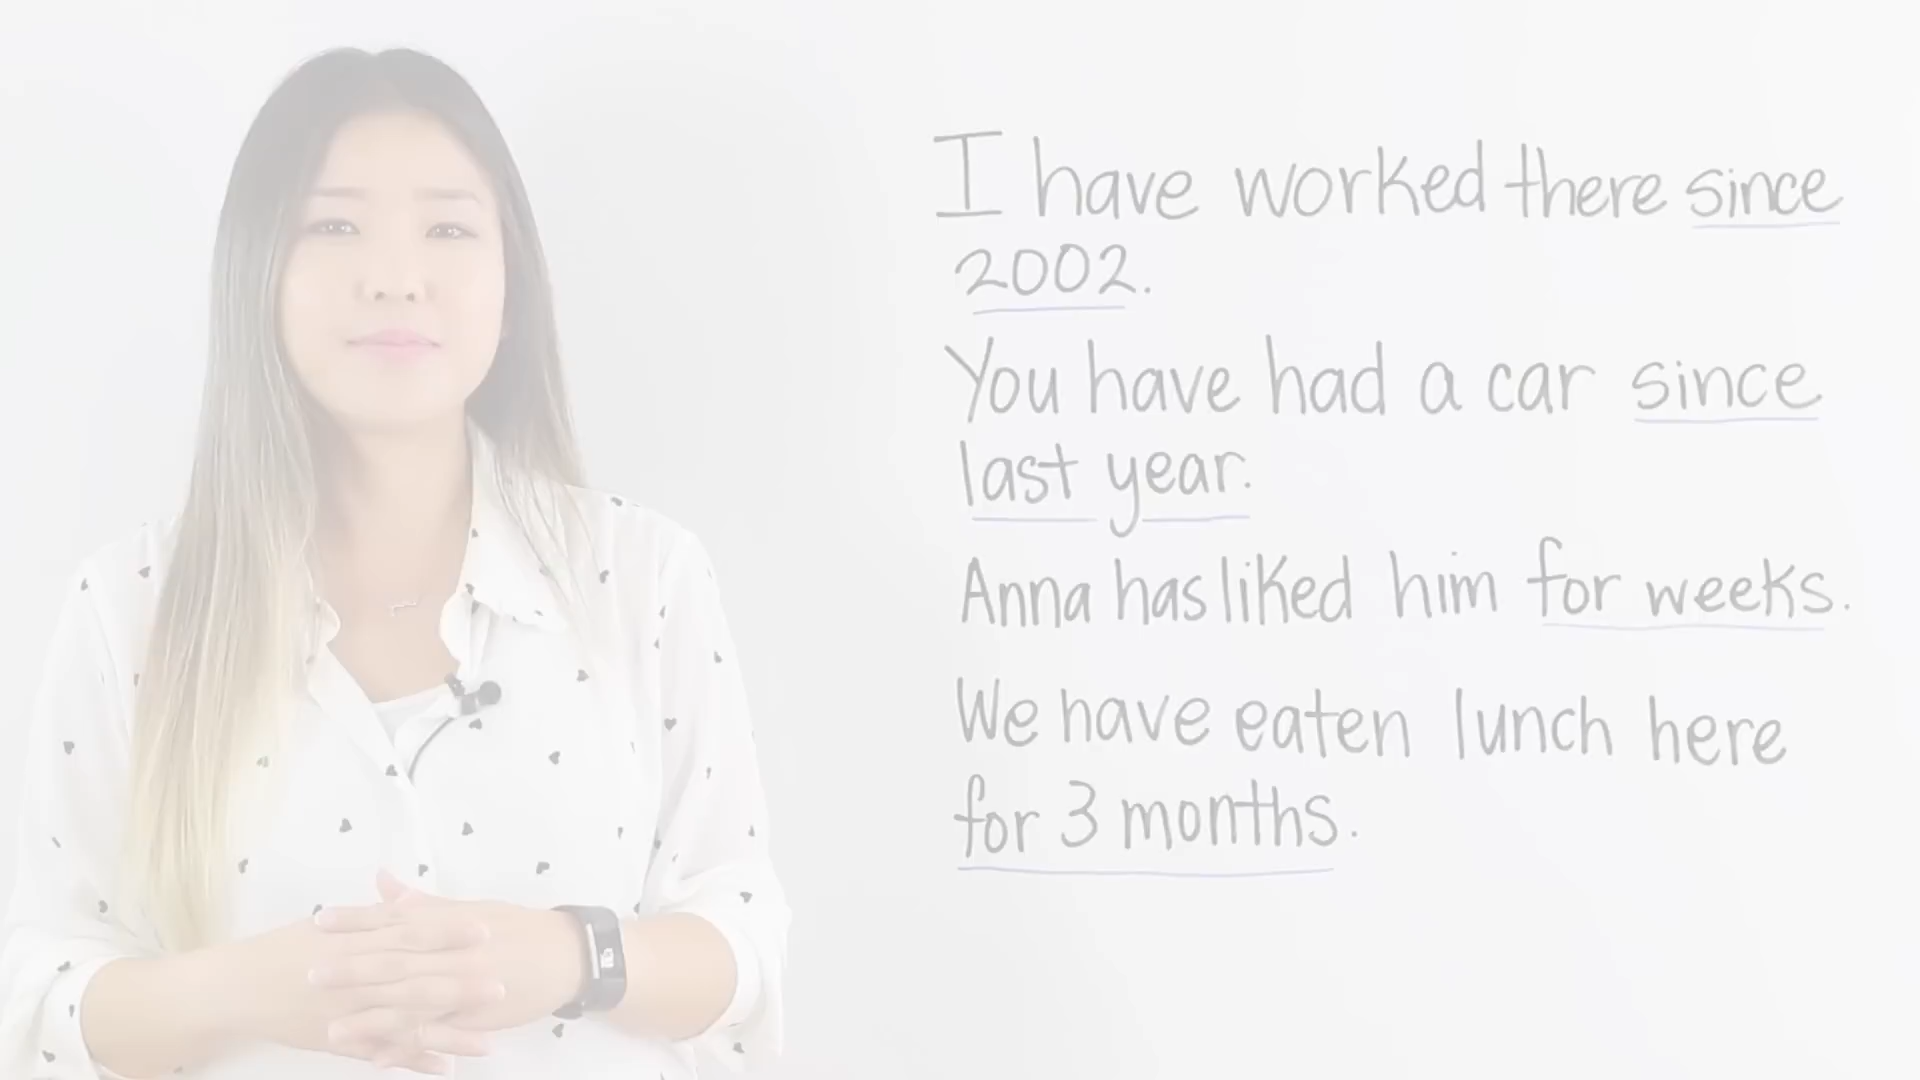 I have worked there since
2002.
You have had a car since
last year.
Anna has liked him for weeks.
We have eaten lunch here
for 3 months.